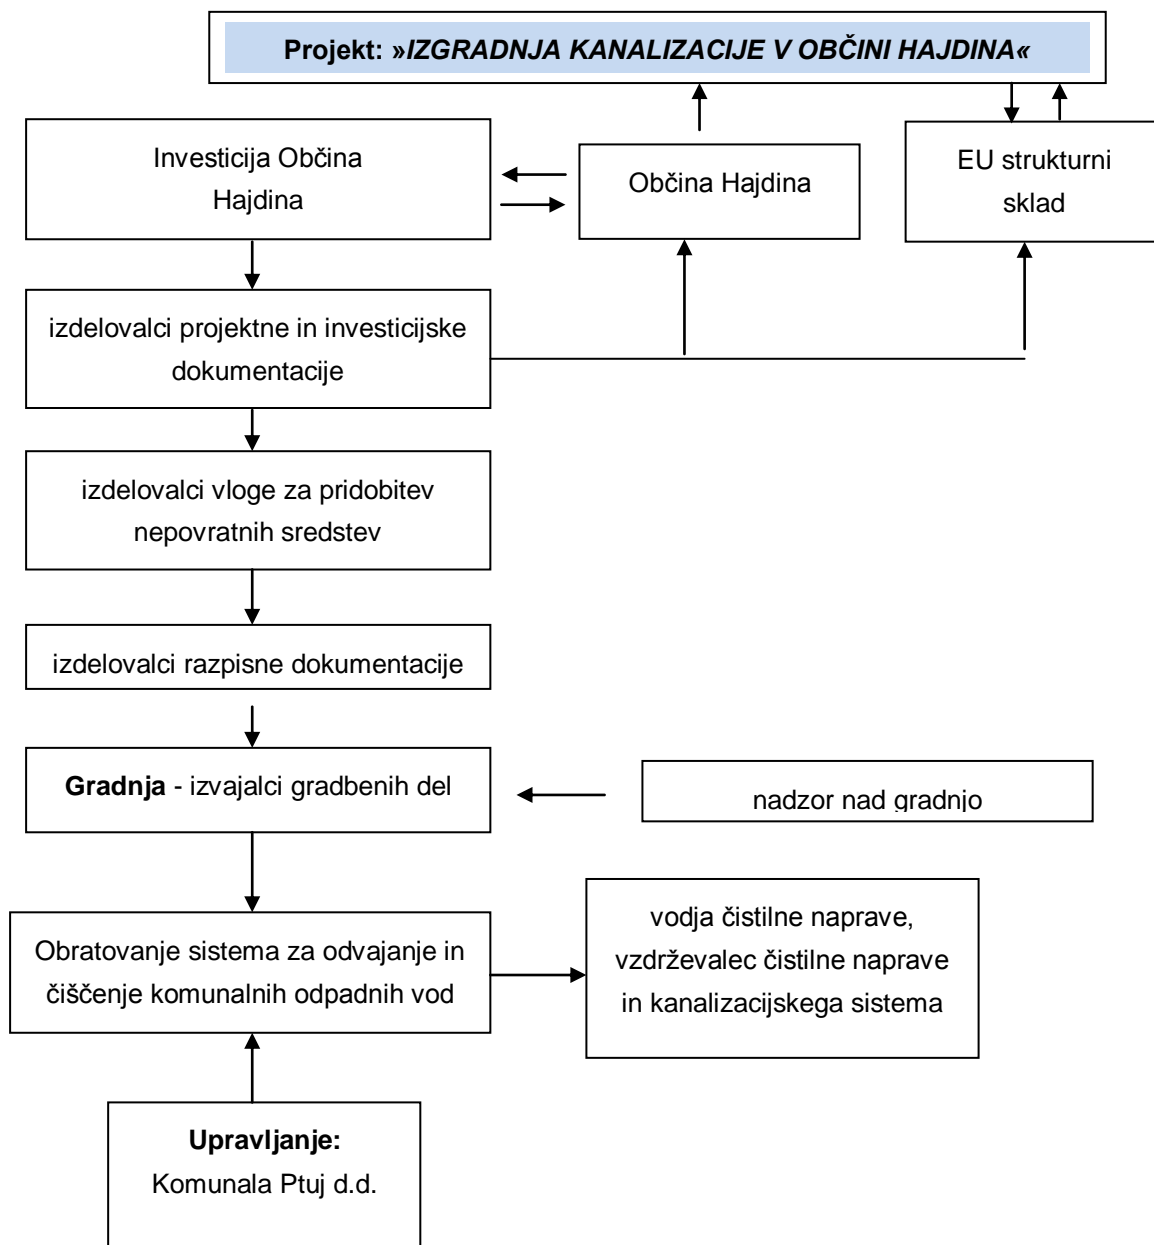 Projekt: »IZGRADNJA KANALIZACIJE V OBČINI HAJDINA«
Investicija Občina
Hajdina
Občina Hajdina
EU strukturni
sklad
izdelovalci projektne in investicijske
dokumentacije
izdelovalci vloge za pridobitev
nepovratnih sredstev
izdelovalci razpisne dokumentacije
Gradnja - izvajalci gradbenih del
nadzor nad gradnjo
Obratovanje sistema za odvajanje in
čiščenje komunalnih odpadnih vod
vodja čistilne naprave,
vzdrževalec čistilne naprave
in kanalizacijskega sistema
Upravljanje:
Komunala Ptuj d.d.